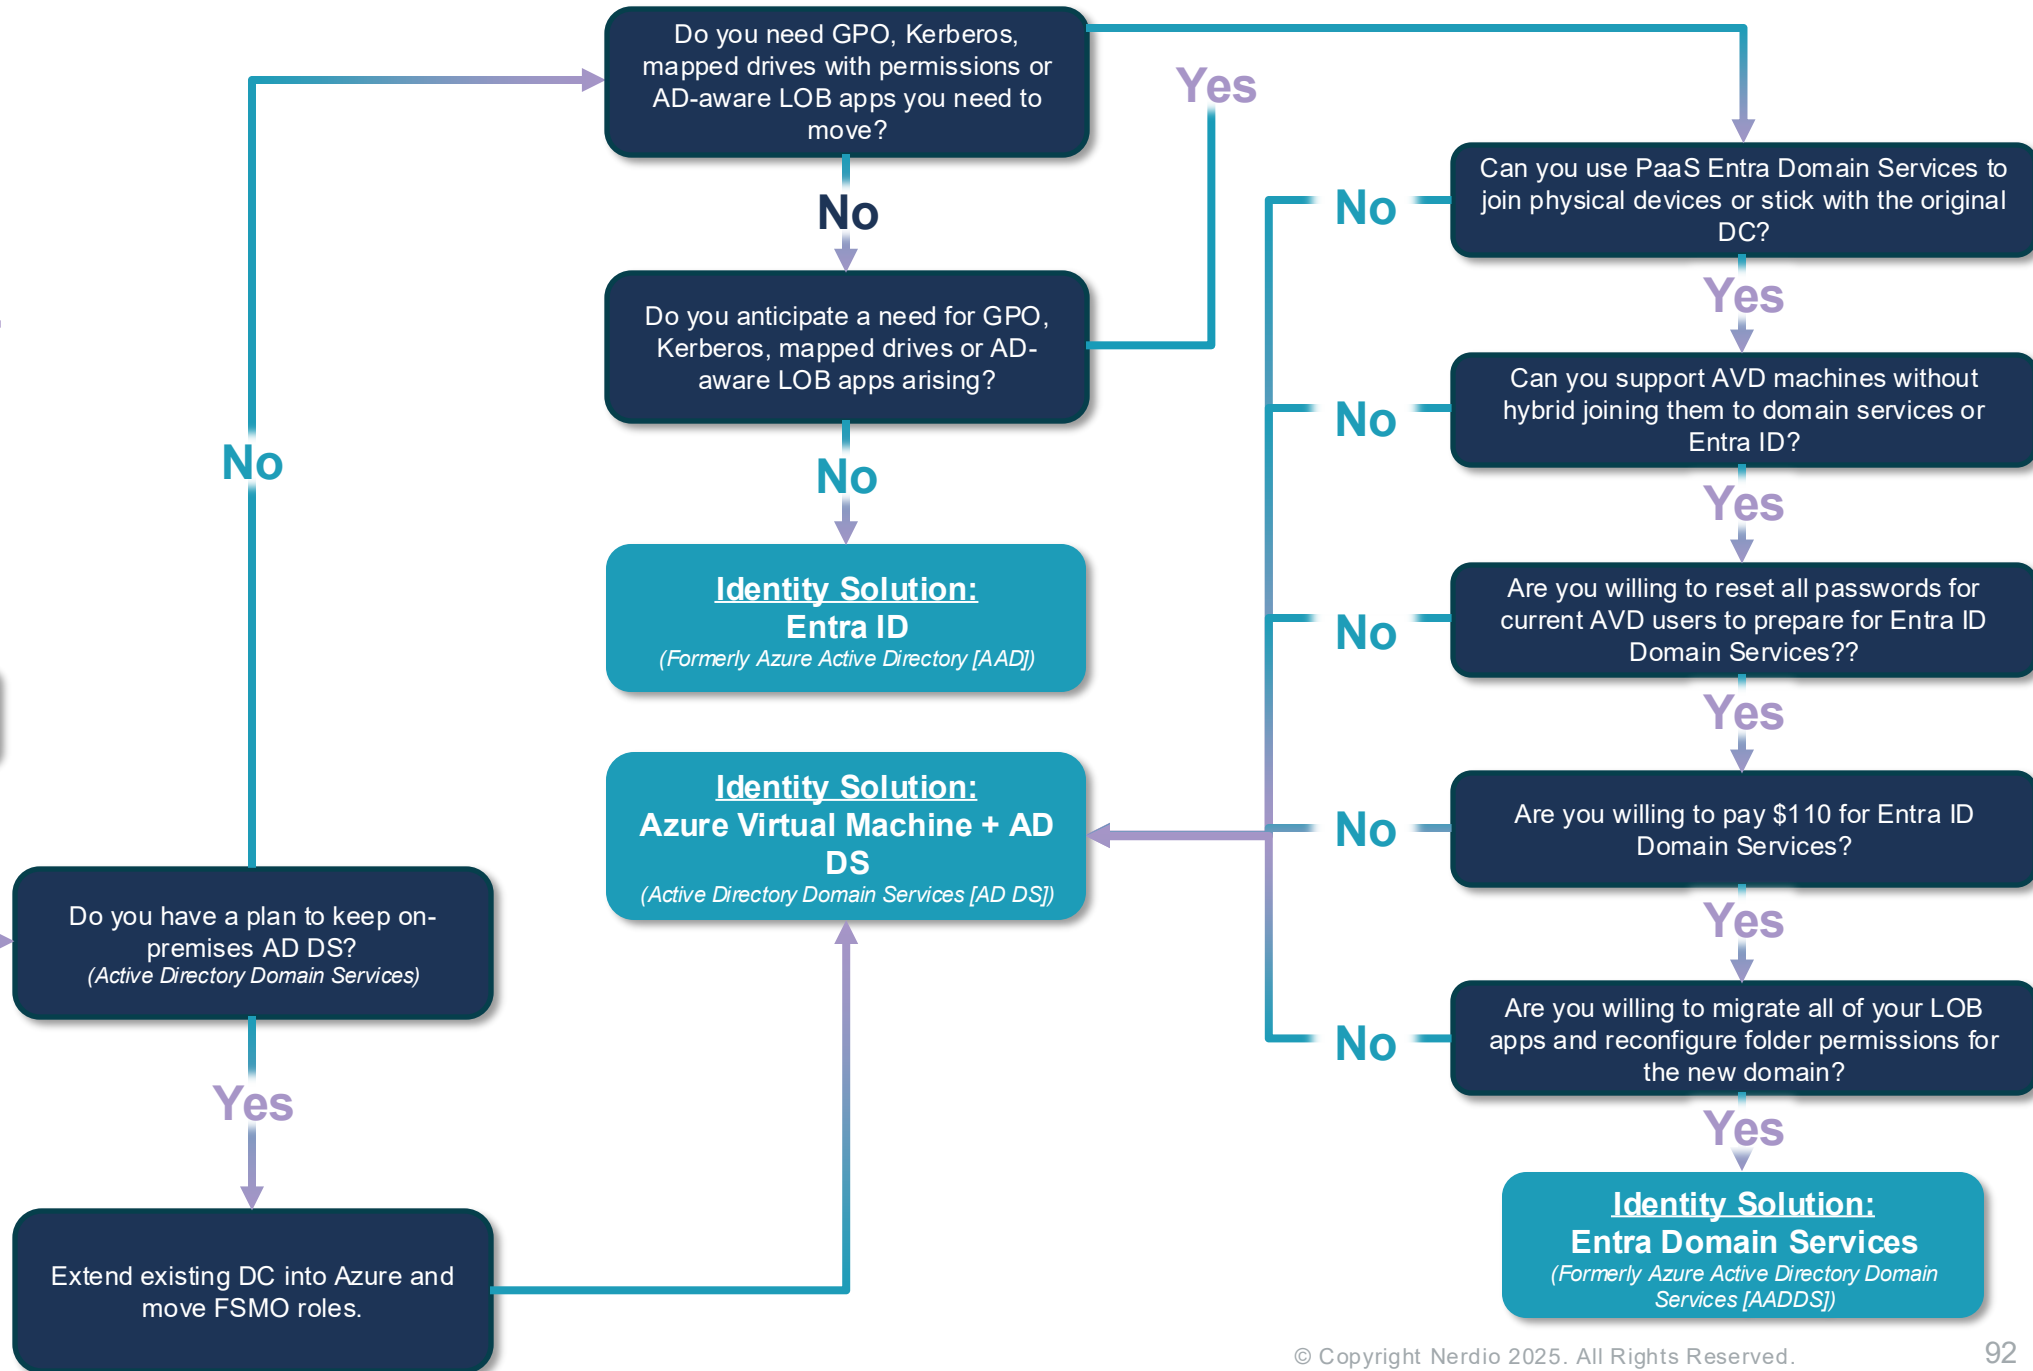 Do you need GPO, Kerberos,
mapped drives with permissions or
AD-aware LOB apps you need to
move?
Yes
No
Do you anticipate a need for GPO,
Kerberos, mapped drives or AD-
aware LOB apps arising?
No
No
Identity Solution:
Entra ID
(Formerly Azure Active Directory [AAD])
Identity Solution:
Azure Virtual Machine + AD
DS
(Active Directory Domain Services [AD DS])
Do you have a plan to keep on-
premises AD DS?
(Active Directory Domain Services)
Yes
Extend existing DC into Azure and
move FSMO roles.
Can you use PaaS Entra Domain Services to
join physical devices or stick with the original
DC?
No
Yes
Can you support AVD machines without
hybrid joining them to domain services or
Entra ID?
No
Yes
Are you willing to reset all passwords for
current AVD users to prepare for Entra ID
Domain Services??
No
Yes
Are you willing to pay $110 for Entra ID
Domain Services?
No
Yes
Are you willing to migrate all of your LOB
apps and reconfigure folder permissions for
the new domain?
No
Yes
Identity Solution:
Entra Domain Services
(Formerly Azure Active Directory Domain
Services [AADDS])
© Copyright Nerdio 2025. All Rights Reserved.
92